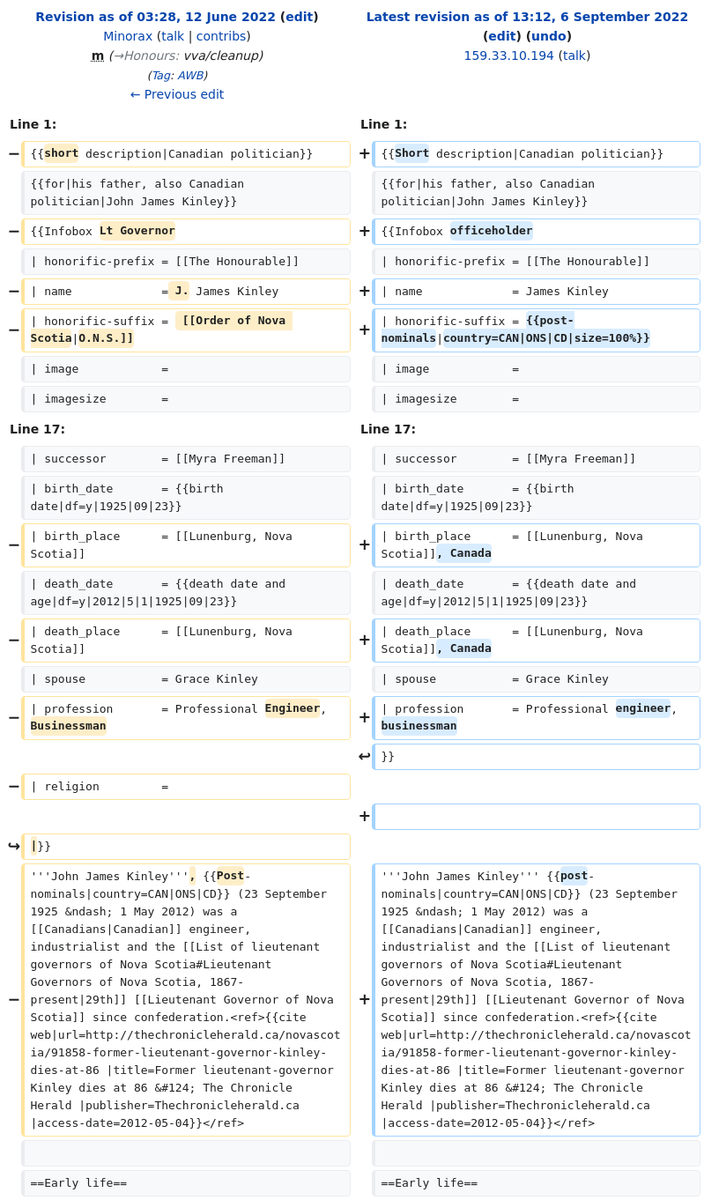 Revision as of 03:28, 12 June 2022 (edit)
Minorax (talk | contribs)
m (→Honours: vva/cleanup)
(Tag: AWB)
← Previous edit
Latest revision as of 13:12, 6 September 2022
(edit) (undo)
159.33.10.194 (talk)
Line 1:
Line 1:
− {{short description|Canadian politician}}
+ {{Short description|Canadian politician}}
{{for|his father, also Canadian
politician|John James Kinley}}
{{for|his father, also Canadian
politician|John James Kinley}}
− {{Infobox Lt Governor
+ {{Infobox officeholder
| honorific-prefix = [[The Honourable]]
| honorific-prefix = [[The Honourable]]
− | name = J. James Kinley
+ | name = James Kinley
− | honorific-suffix = [[Order of Nova
Scotia|O.N.S.]]
+ | honorific-suffix = {{post-
nominals|country=CAN|ONS|CD|size=100%}}
| image =
| image =
| imagesize =
| imagesize =
Line 17:
Line 17:
| successor = [[Myra Freeman]]
| successor = [[Myra Freeman]]
| birth_date = {{birth
date|df=y|1925|09|23}}
| birth_date = {{birth
date|df=y|1925|09|23}}
− | birth_place = [[Lunenburg, Nova
Scotia]]
+ | birth_place = [[Lunenburg, Nova
Scotia]], Canada
| death_date = {{death date and
age|df=y|2012|5|1|1925|09|23}}
| death_date = {{death date and
age|df=y|2012|5|1|1925|09|23}}
− | death_place = [[Lunenburg, Nova
Scotia]]
+ | death_place = [[Lunenburg, Nova
Scotia]], Canada
| spouse = Grace Kinley
| spouse = Grace Kinley
− | profession = Professional Engineer,
Businessman
+ | profession = Professional engineer,
businessman
↩ }}
− | religion =
+
↪ |}}
− '''John James Kinley''', {{Post-
nominals|country=CAN|ONS|CD}} (23 September
1925 &ndash; 1 May 2012) was a
[[Canadians|Canadian]] engineer,
industrialist and the [[List of lieutenant
governors of Nova Scotia#Lieutenant
Governors of Nova Scotia, 1867-
present|29th]] [[Lieutenant Governor of Nova
Scotia]] since confederation.<ref>{{cite
web|url=http://thechronicleherald.ca/novascot
ia/91858-former-lieutenant-governor-kinley-
dies-at-86 |title=Former lieutenant-governor
Kinley dies at 86 &#124; The Chronicle
Herald |publisher=Thechronicleherald.ca
|access-date=2012-05-04}}</ref>
+ '''John James Kinley''' {{post-
nominals|country=CAN|ONS|CD}} (23 September
1925 &ndash; 1 May 2012) was a
[[Canadians|Canadian]] engineer,
industrialist and the [[List of lieutenant
governors of Nova Scotia#Lieutenant
Governors of Nova Scotia, 1867-
present|29th]] [[Lieutenant Governor of Nova
Scotia]] since confederation.<ref>{{cite
web|url=http://thechronicleherald.ca/novascot
ia/91858-former-lieutenant-governor-kinley-
dies-at-86 |title=Former lieutenant-governor
Kinley dies at 86 &#124; The Chronicle
Herald |publisher=Thechronicleherald.ca
|access-date=2012-05-04}}</ref>
==Early life==
==Early life==